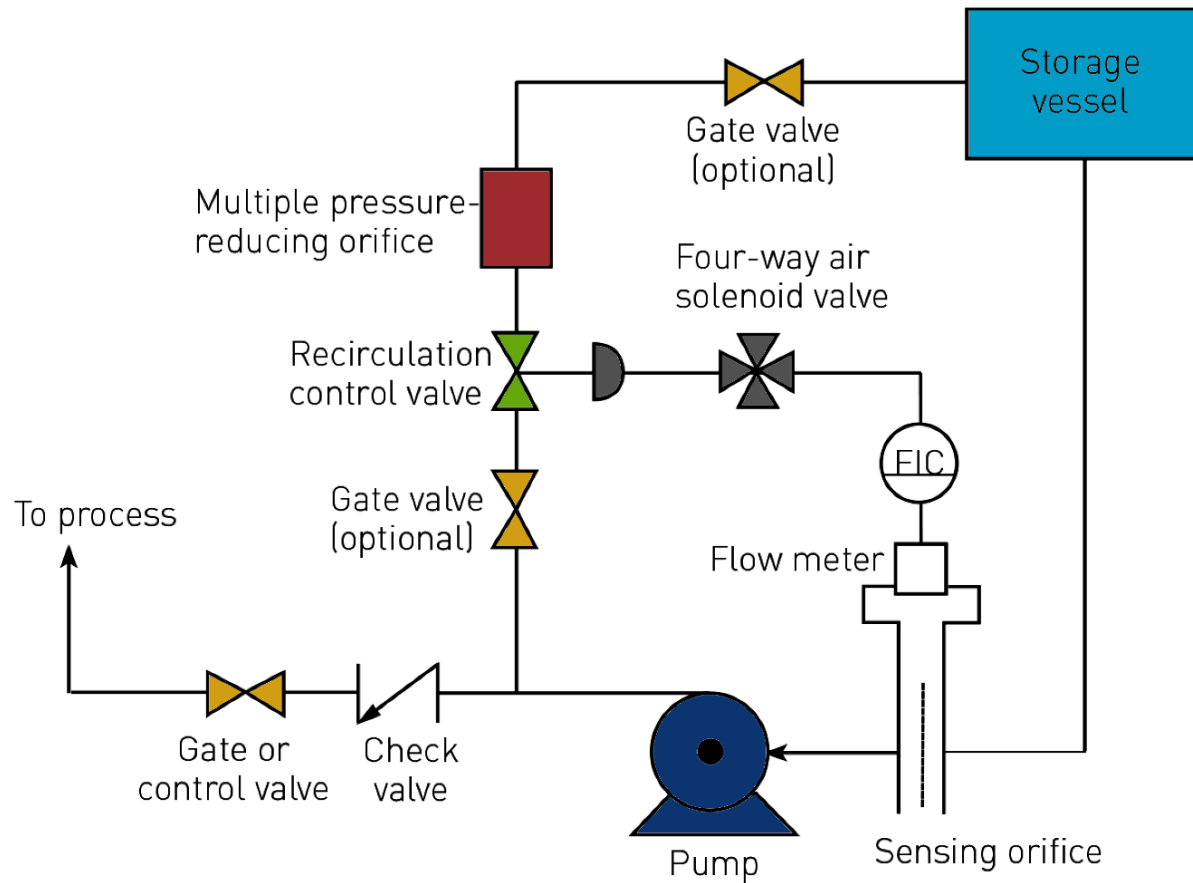 Storage
vessel
Gate valve
(optional)
Multiple pressure-
reducing orifice
Four-way air
solenoid valve
Recirculation
control valve
FIC
Gate valve
(optional)
To process
Flow meter
Gate or
control valve
Check
valve
Pump
Sensing orifice